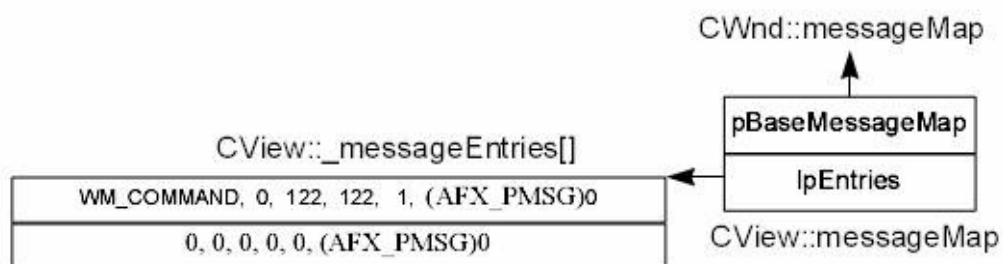 CWnd::messageMap
pBaseMessageMap
CView::_messageEntries[]
lpEntries
WM_COMMAND, 0, 122, 122, 1, (AFX_PMSG)0
0, 0, 0, 0, 0, (AFX_PMSG)0
CView::messageMap